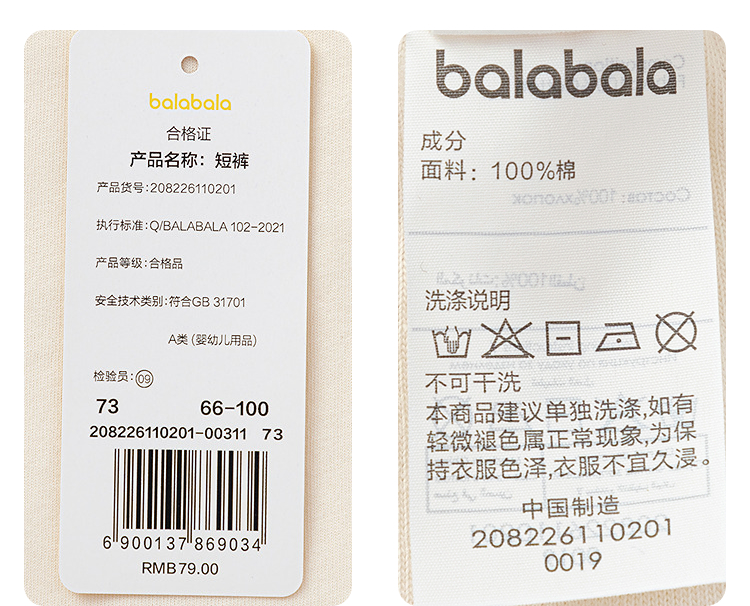 balabala
合格证
产品名称：短裤
产品货号:208226110201
执行标准:Q/BALABALA 102-2021
产品等级:合格品
安全技术类别:符合GB 31701
A类 (婴幼儿用品)
检验员: 09
73 66-100
208226110201-00311 73
6 900137 869034
RMB79.00
balabala
成分
面料：100%棉
Состав: 100%хлопок
洗涤说明
不可干洗
本商品建议单独洗涤,如有
轻微褪色属正常现象,为保
持衣服色泽,衣服不宜久浸。
中国制造
208226110201
0019